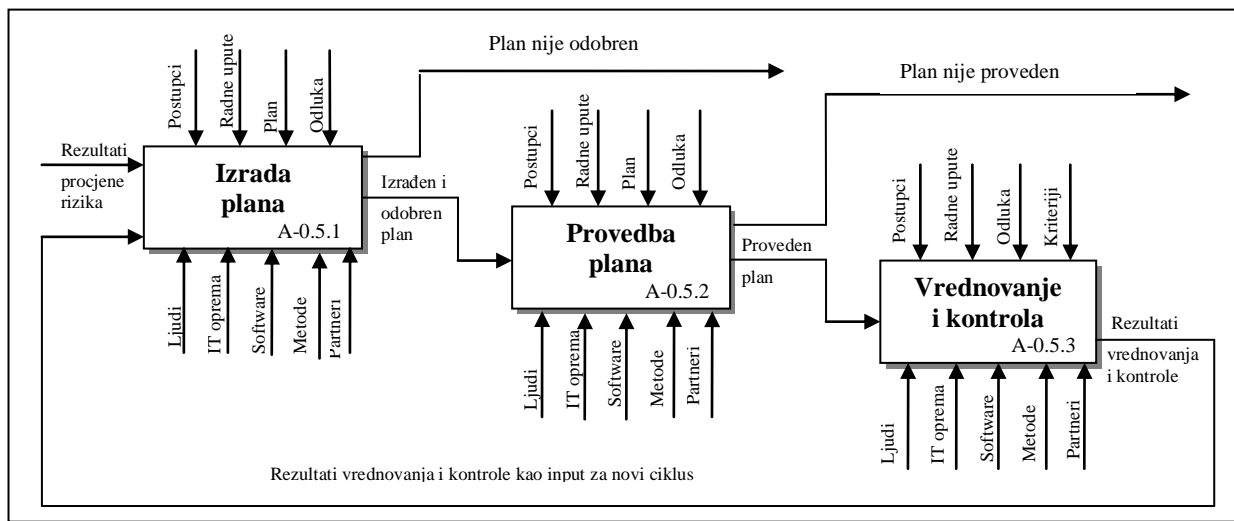 Plan nije odobren
Plan nije proveden
Postupci
Radne upute
Plan
Odluka
Rezultati
procjene
rizika
Izrada
plana
A-0.5.1
Izrađen i
odobren
plan
Ljudi
IT oprema
Software
Metode
Partneri
Postupci
Radne upute
Plan
Odluka
Provedba
plana
A-0.5.2
Proveden
plan
Ljudi
IT oprema
Software
Metode
Partneri
Postupci
Radne upute
Odluka
Kriteriji
Vrednovanje
i kontrola
A-0.5.3
Rezultati
vrednovanja
i kontrole
Ljudi
IT oprema
Software
Metode
Partneri
Rezultati vrednovanja i kontrole kao input za novi ciklus